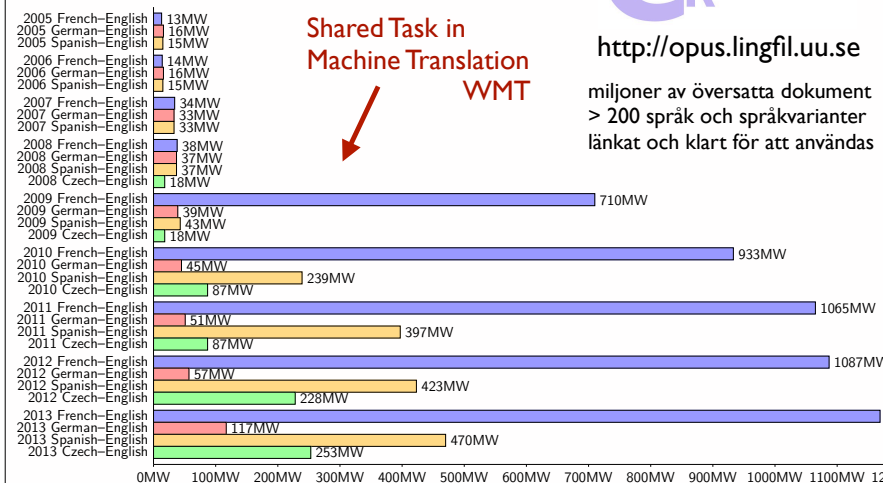 2005 French–English 13MW
2005 German–English 16MW
2005 Spanish–English 15MW
2006 French–English 14MW
2006 German–English 16MW
2006 Spanish–English 15MW
2007 French–English 34MW
2007 German–English 33MW
2007 Spanish–English 33MW
2008 French–English 38MW
2008 German–English 37MW
2008 Spanish–English 37MW
2008 Czech–English 18MW
2009 French–English 710MW
2009 German–English 39MW
2009 Spanish–English 43MW
2009 Czech–English 18MW
2010 French–English 933MW
2010 German–English 45MW
2010 Spanish–English 239MW
2010 Czech–English 87MW
2011 French–English 1065MW
2011 German–English 51MW
2011 Spanish–English 397MW
2011 Czech–English 87MW
2012 French–English 1087MW
2012 German–English 57MW
2012 Spanish–English 423MW
2012 Czech–English 228MW
2013 French–English
2013 German–English 117MW
2013 Spanish–English 470MW
2013 Czech–English 253MW
0MW 100MW 200MW 300MW 400MW 500MW 600MW 700MW 800MW 900MW 1000MW 1100MW
Shared Task in
Machine Translation
WMT
R
http://opus.lingfil.uu.se
miljoner av översatta dokument
> 200 språk och språkvarianter
länkat och klart för att användas